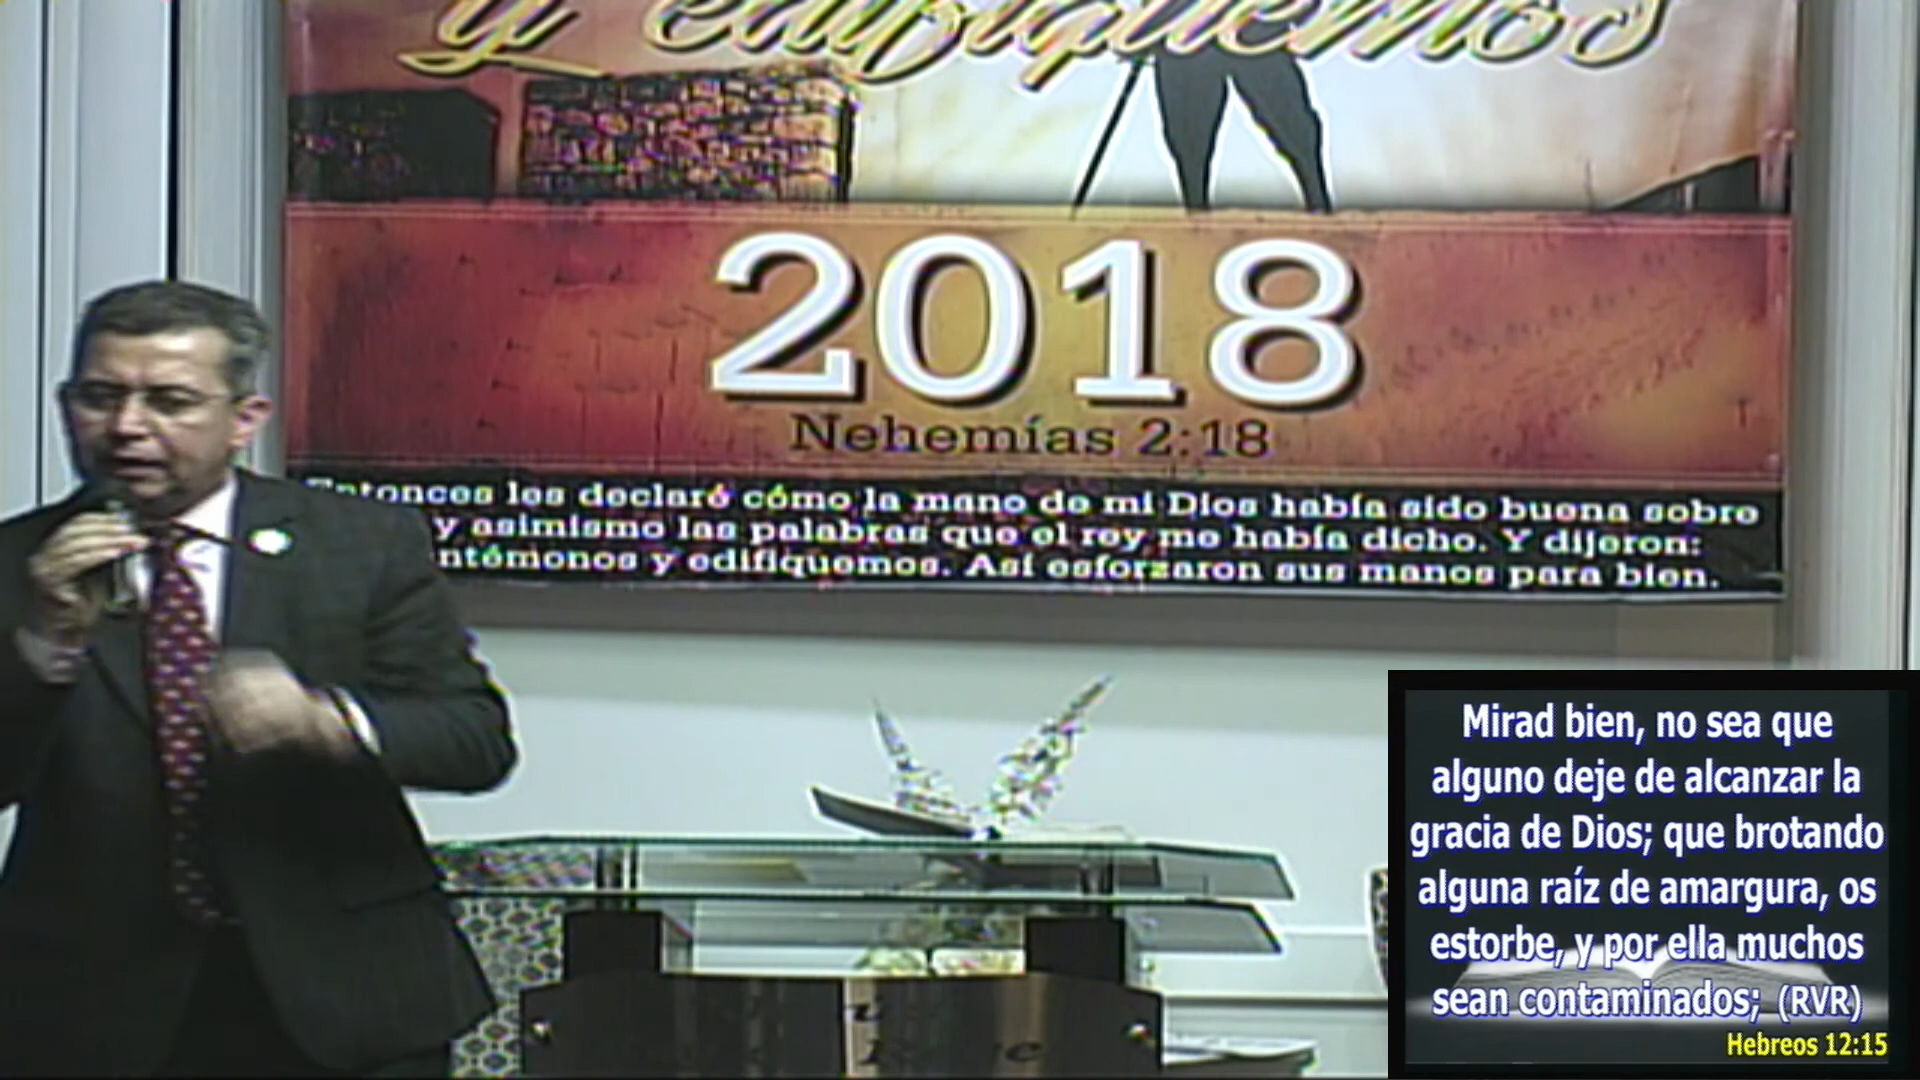 y edifiquemos
2018
Nehemías 2:18
Entonces les declaré cómo la mano de mi Dios había sido buena sobre
y asimismo las palabras que el rey me había dicho. Y dijeron:
ntémonos y edifiquemos. Así esforzaron sus manos para bien.
Mirad bien, no sea que
alguno deje de alcanzar la
gracia de Dios; que brotando
alguna raíz de amargura, os
estorbe, y por ella muchos
sean contaminados; (RVR)
Hebreos 12:15